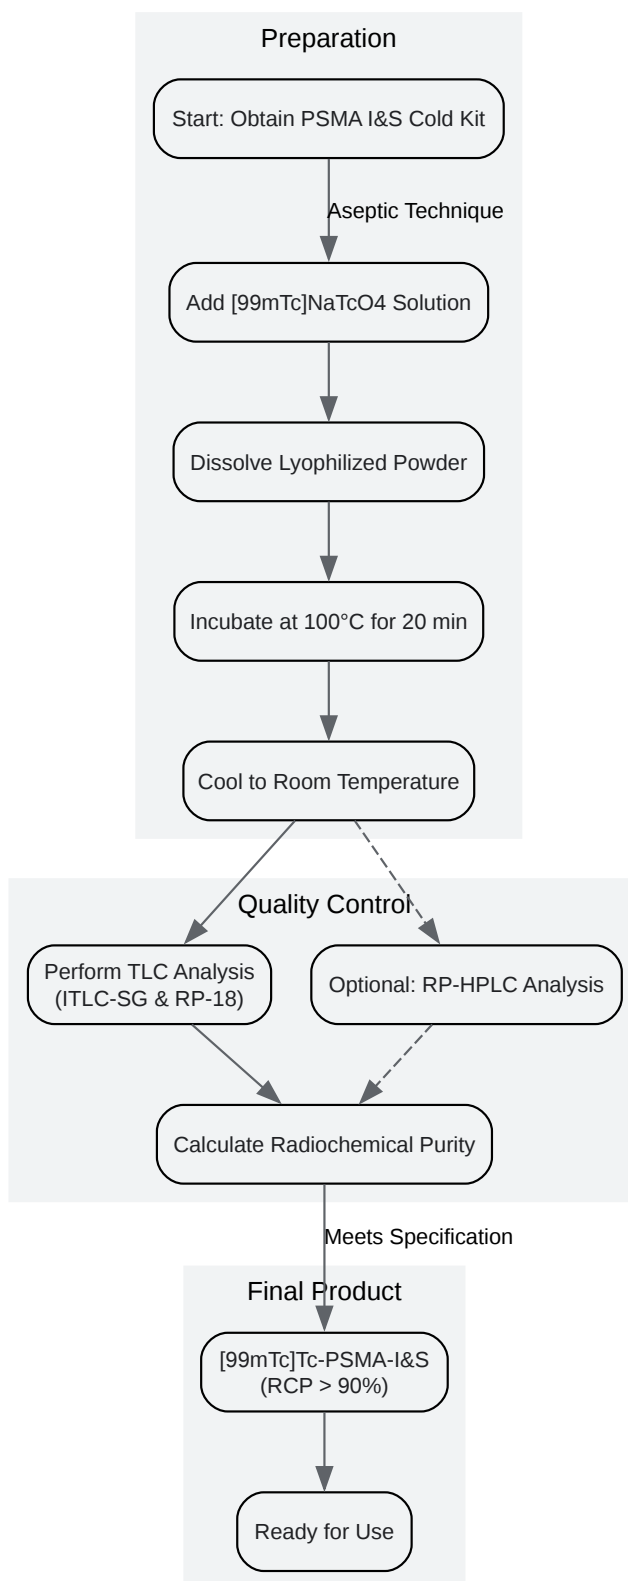 Preparation
Start: Obtain PSMA I&S Cold Kit
Aseptic Technique
Add [99mTc]NaTcO4 Solution
Dissolve Lyophilized Powder
Incubate at 100°C for 20 min
Cool to Room Temperature
Quality Control
Perform TLC Analysis
(ITLC-SG & RP-18)
Optional: RP-HPLC Analysis
Calculate Radiochemical Purity
Meets Specification
Final Product
[99mTc]Tc-PSMA-I&S
(RCP > 90%)
Ready for Use